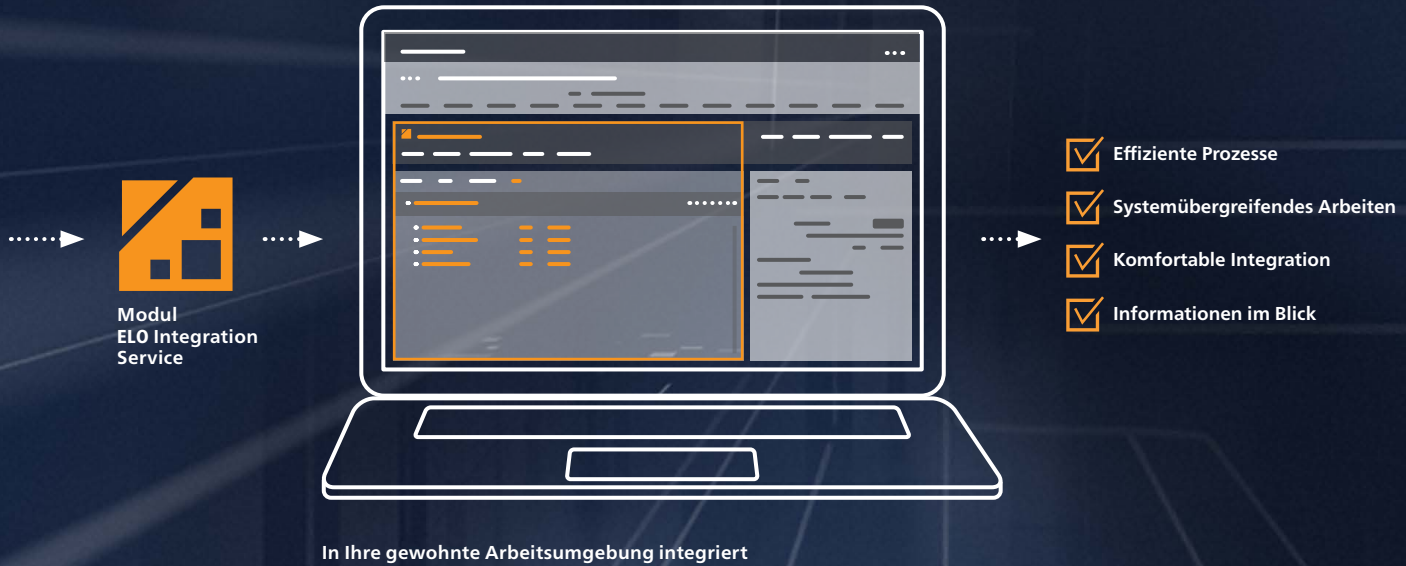 Modul
ELO Integration
Service
In Ihre gewohnte Arbeitsumgebung integriert
Effiziente Prozesse
Systemübergreifendes Arbeiten
Komfortable Integration
Informationen im Blick